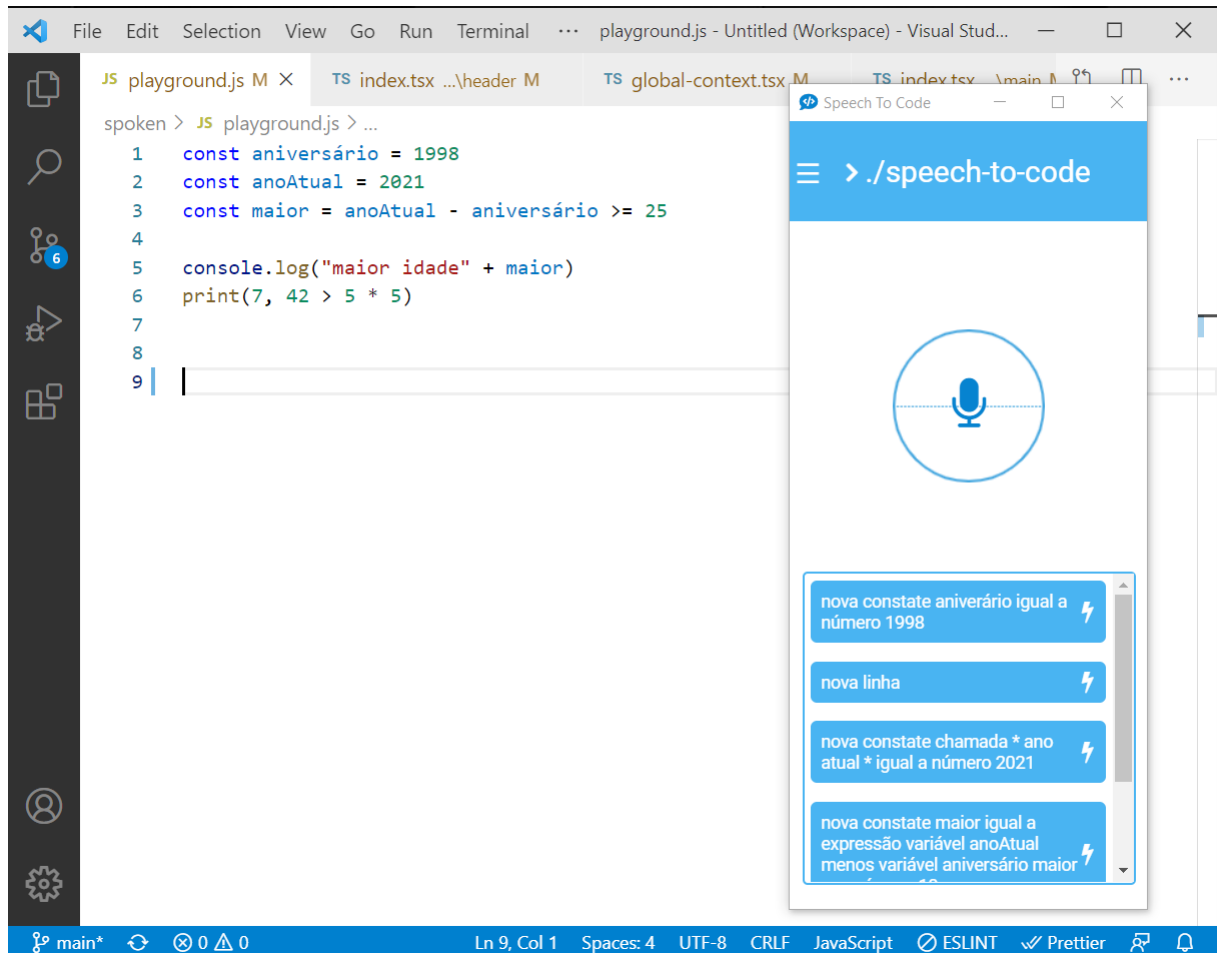 File Edit Selection View Go Run Terminal ··· playground.js - Untitled (Workspace) - Visual Stud...
JS playground.js M TS index.tsx ...\header M TS global-context.tsx M TS index.tsx ...\main M ···
spoken > JS playground.js > ...
1 const aniversário = 1998
2 const anoAtual = 2021
3 const maior = anoAtual - aniversário >= 25
4
5 console.log("maior idade" + maior)
6 print(7, 42 > 5 * 5)
7
8
9
6
Speech To Code
./speech-to-code
nova constate aniverário igual a
número 1998
nova linha
nova constate chamada * ano
atual * igual a número 2021
nova constate maior igual a
expressão variável anoAtual
menos variável aniversário maior
main* 0 0 Ln 9, Col 1 Spaces: 4 UTF-8 CRLF JavaScript ESLINT Prettier